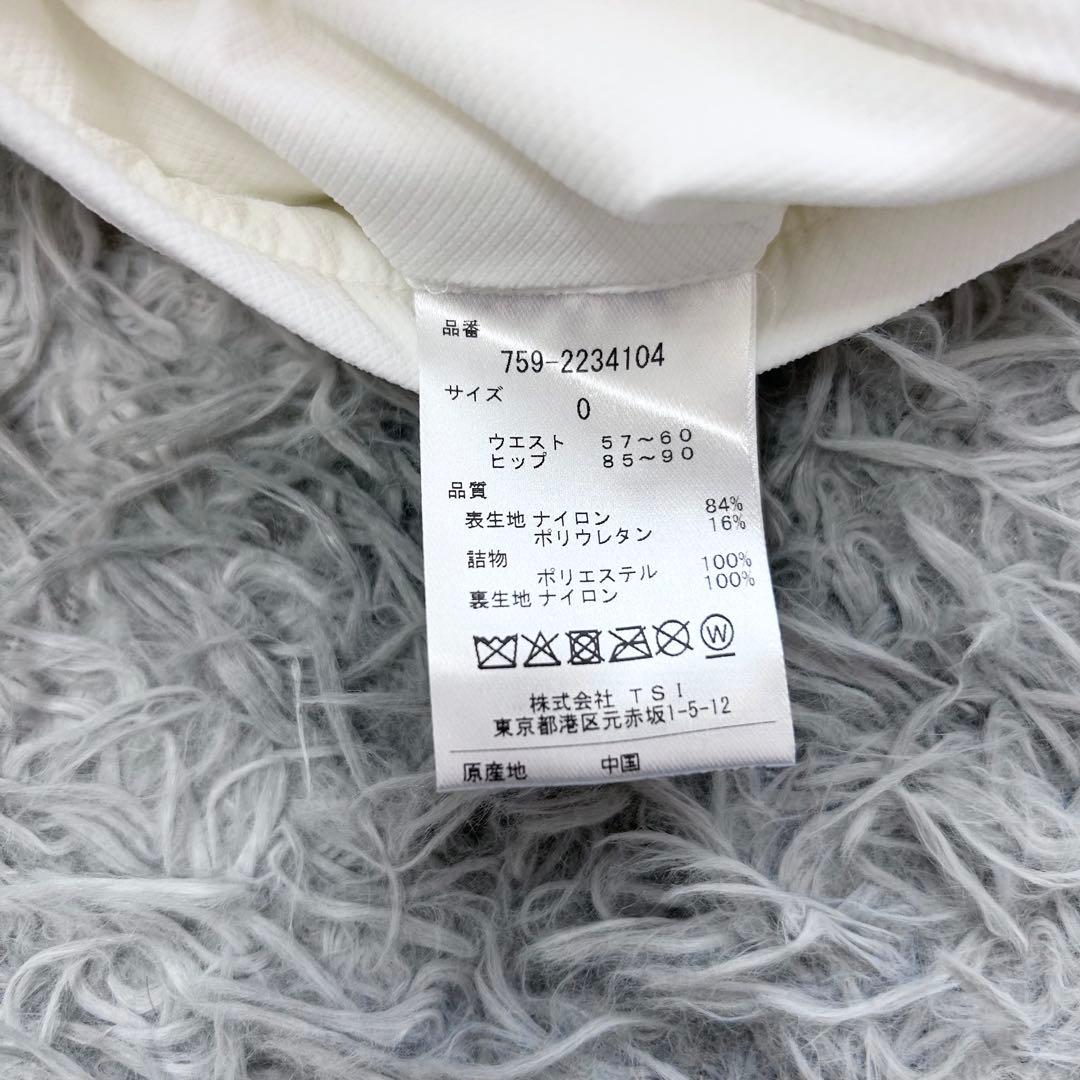 品番
759-2234104
サイズ
0
ウエスト 57～60
ヒップ 85～90
品質
表生地 ナイロン 84%
ポリウレタン 16%
詰物
ポリエステル 100%
裏生地 ナイロン 100%
W
株式会社 TSI
東京都港区元赤坂1-5-12
原産地 中国